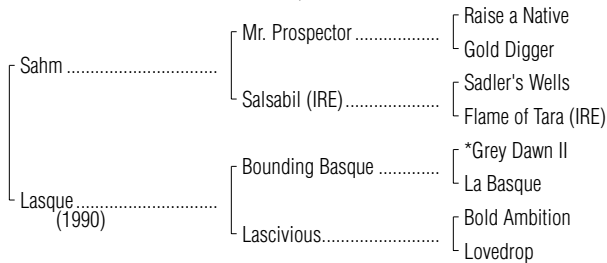 Raise a Native
Mr. Prospector ..................
Gold Digger
Sahm ................................
Sadler's Wells
Salsabil (IRE)....................
Flame of Tara (IRE)
*Grey Dawn II
Bounding Basque .............
La Basque
Lasque..............................
(1990)
Bold Ambition
Lascivious.........................
Lovedrop